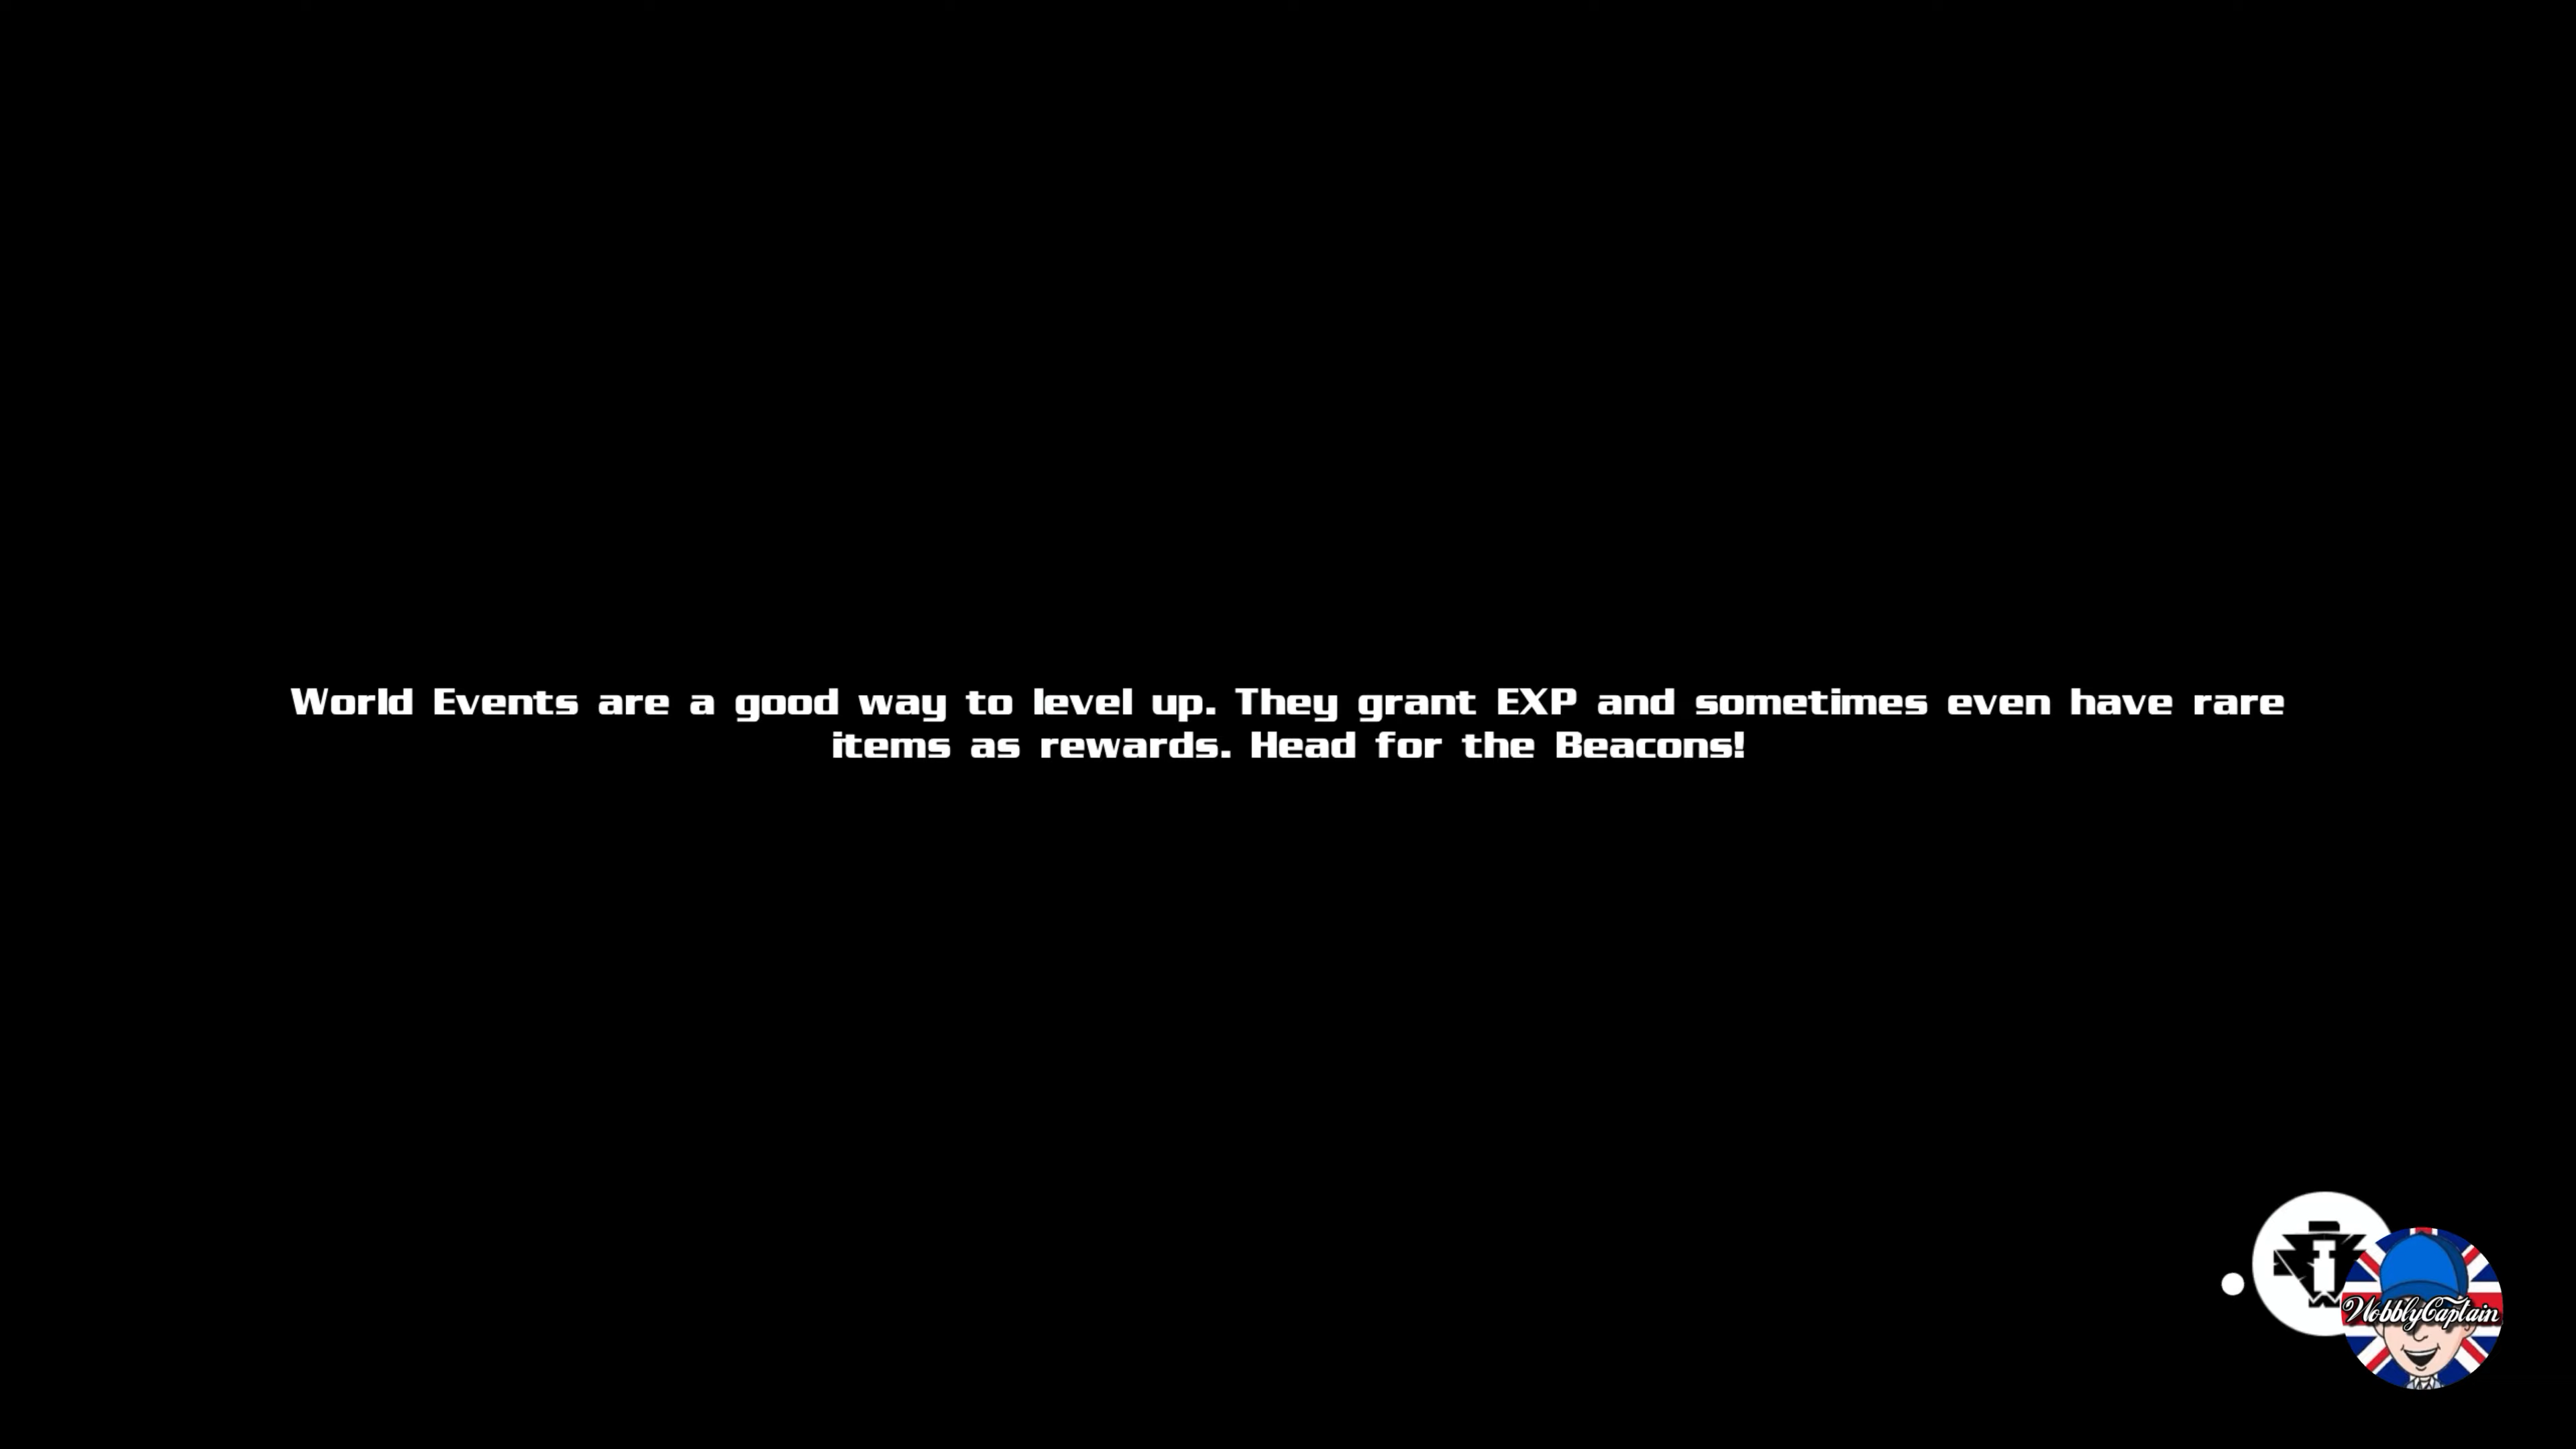 World Events are a good way to level up. They grant EXP and sometimes even have rare
items as rewards. Head for the Beacons!
WobblyCaptain